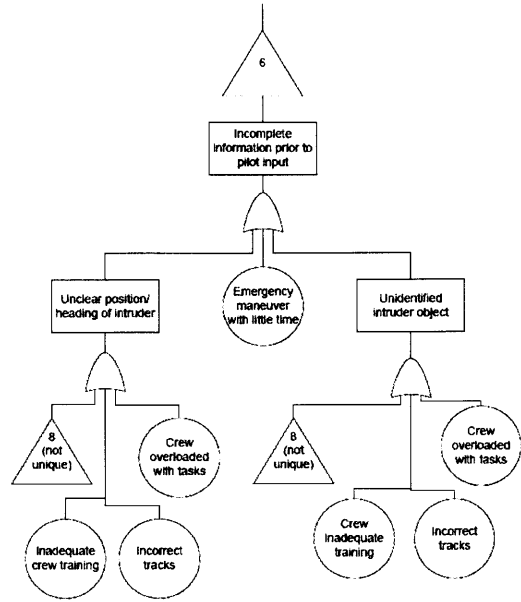 6
Incomplete
information prior to
pilot input
Unclear position/
heading of intruder
Emergency
maneuver
with little time
Unidentified
intruder object
8
(not
unique)
Crew
overloaded
with tasks
8
(not
unique)
Crew
overloaded
with tasks
Inadequate
crew training
Incorrect
tracks
Crew
Inadequate
training
Incorrect
tracks